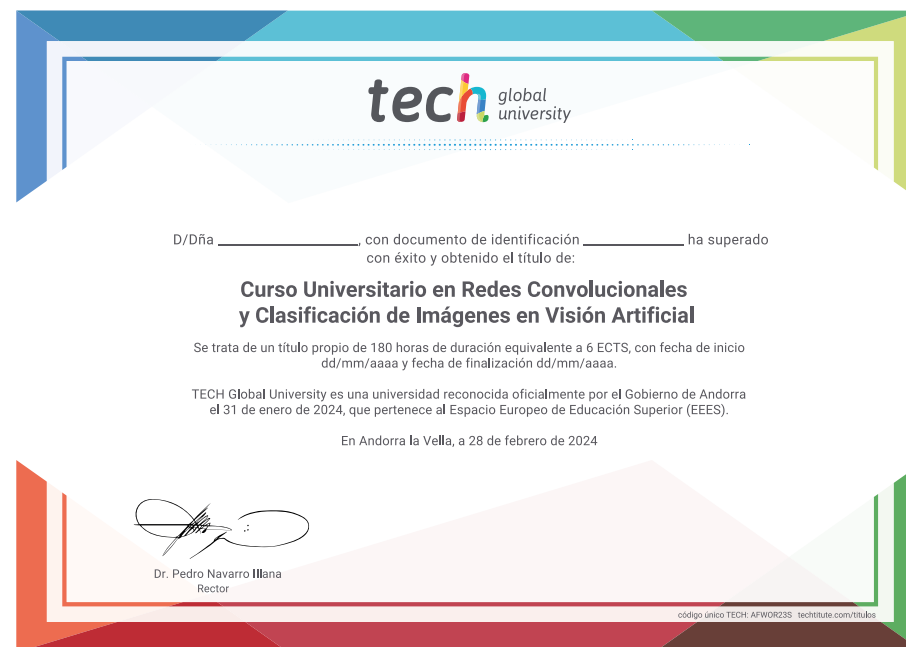 tech global university
D/Dña ________________, con documento de identificación ____________ ha superado
con éxito y obtenido el título de:
Curso Universitario en Redes Convolucionales
y Clasificación de Imágenes en Visión Artificial
Se trata de un título propio de 180 horas de duración equivalente a 6 ECTS, con fecha de inicio
dd/mm/aaaa y fecha de finalización dd/mm/aaaa.
TECH Global University es una universidad reconocida oficialmente por el Gobierno de Andorra
el 31 de enero de 2024, que pertenece al Espacio Europeo de Educación Superior (EEES).
En Andorra la Vella, a 28 de febrero de 2024
Dr. Pedro Navarro Illana
Rector
código único TECH: AFWOR23S techtitute.com/titulos